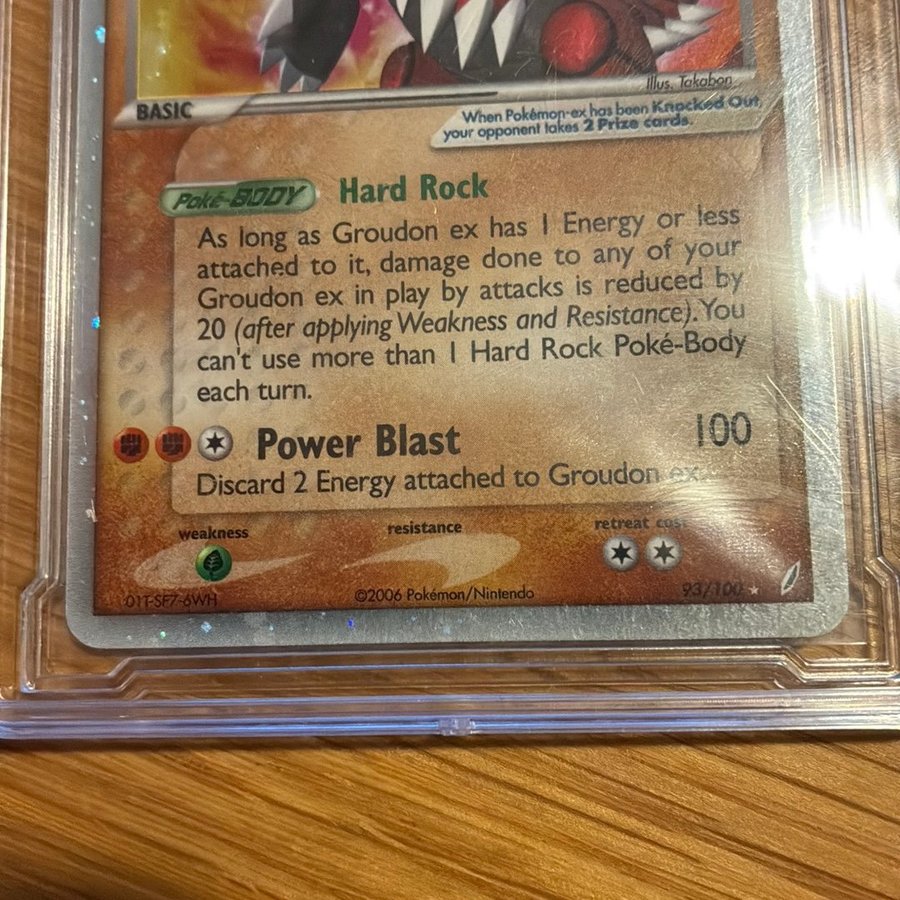 Illus. Takabon
BASIC
When Pokémon-ex has been Knocked Out,
your opponent takes 2 Prize cards.
Poké-BODY Hard Rock
As long as Groudon ex has 1 Energy or less
attached to it, damage done to any of your
Groudon ex in play by attacks is reduced by
20 (after applying Weakness and Resistance). You
can't use more than 1 Hard Rock Poké-Body
each turn.
Power Blast 100
Discard 2 Energy attached to Groudon ex.
weakness resistance retreat cost
01T-SF7-6WH ©2006 Pokémon/Nintendo 93/100